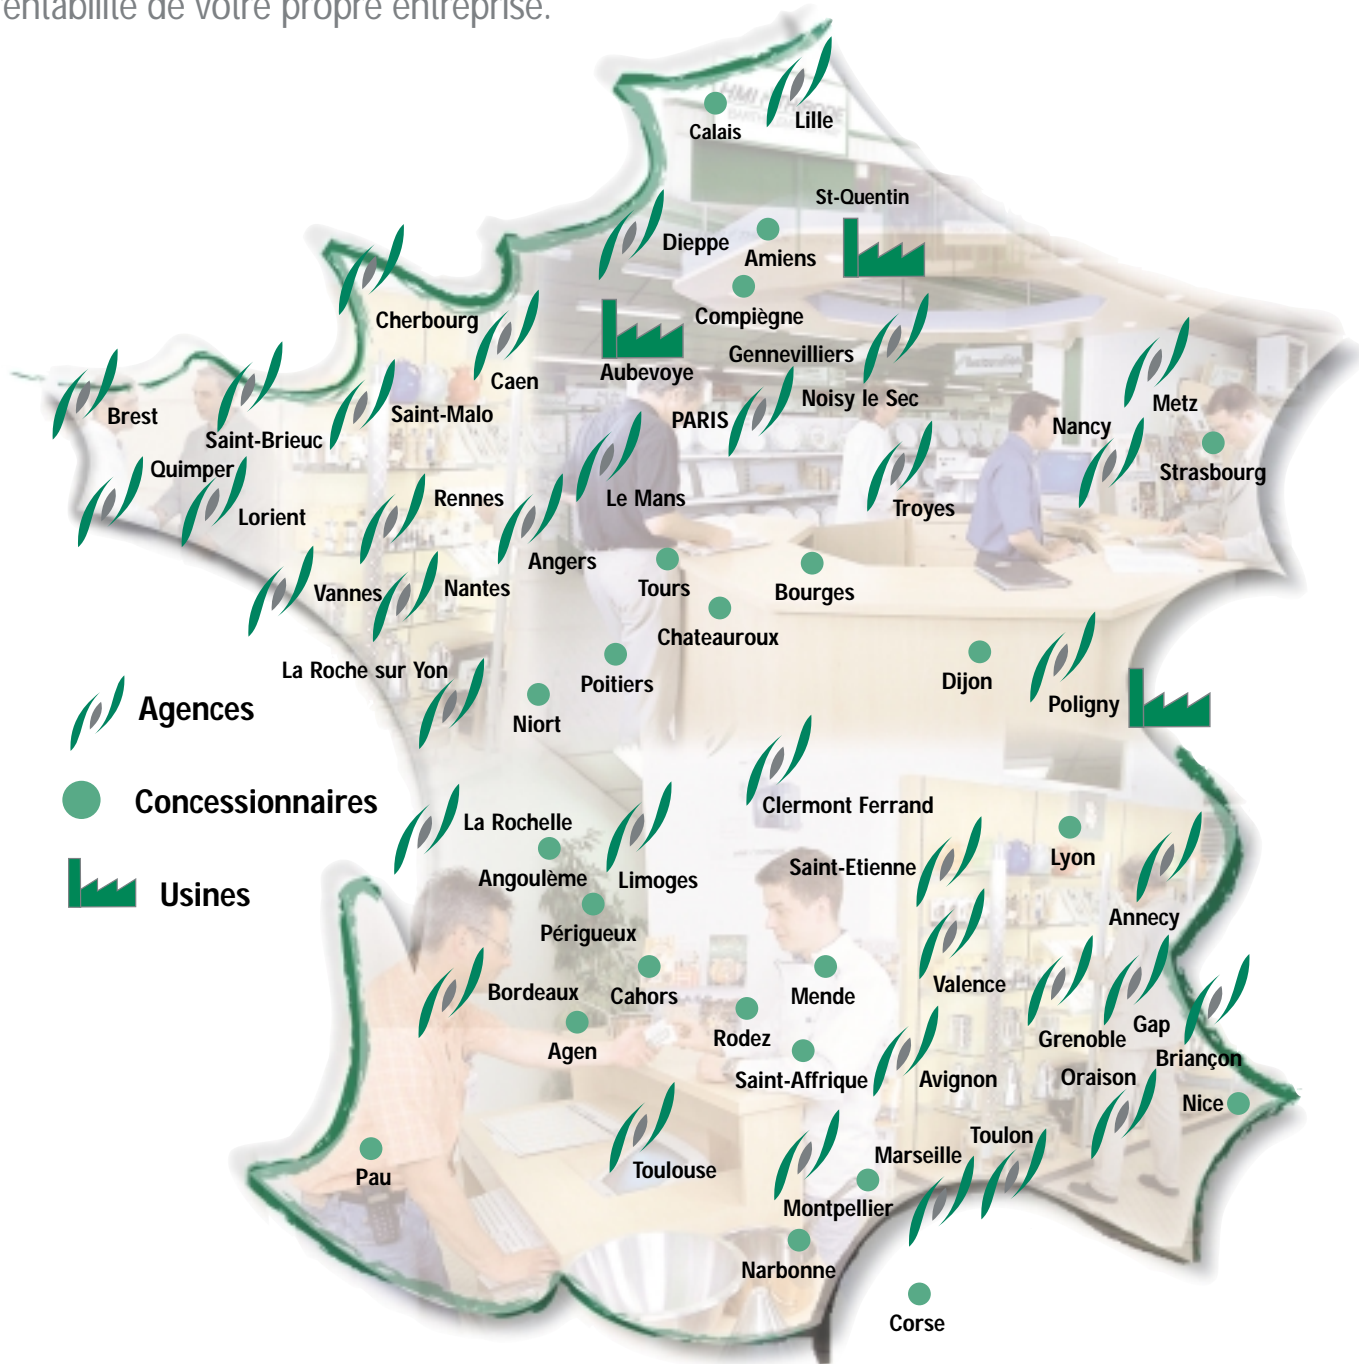 entabilité de votre propre entreprise.
Lille
Calais
St-Quentin
Dieppe
Amiens
Cherbourg
Compiègne
Gennevilliers
Aubevoye
Caen
Noisy le Sec
Metz
Brest
Saint-Malo
PARIS
Nancy
Saint-Brieuc
Quimper
Strasbourg
Rennes
Le Mans
Troyes
Lorient
Angers
Vannes
Nantes
Tours
Bourges
Chateauroux
La Roche sur Yon
Poitiers
Dijon
Poligny
Agences
Niort
Concessionnaires
Clermont Ferrand
La Rochelle
Lyon
Saint-Etienne
Angoulème
Limoges
Usines
Annecy
Périgueux
Valence
Bordeaux
Cahors
Mende
Gap
Rodez
Grenoble
Agen
Briançon
Saint-Affrique
Avignon
Oraison
Nice
Toulon
Marseille
Toulouse
Pau
Montpellier
Narbonne
Corse